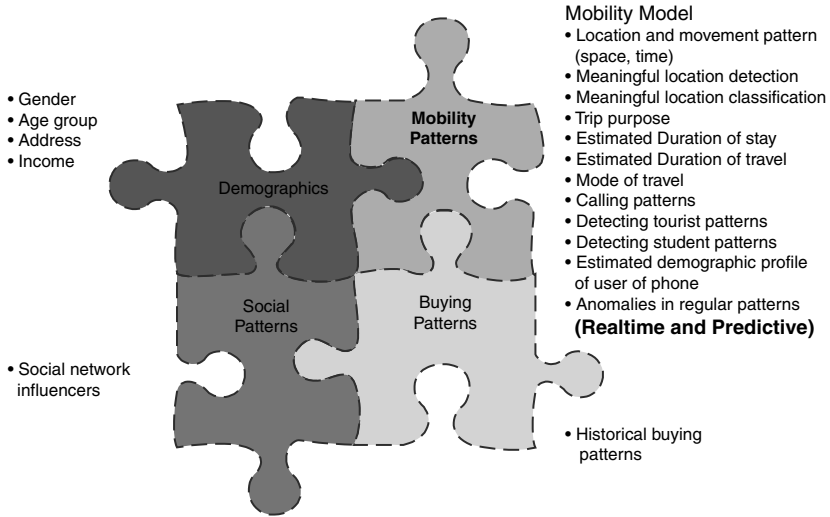 Mobility Model
• Location and movement pattern
(space, time)
• Meaningful location detection
• Meaningful location classification
• Trip purpose
• Estimated Duration of stay
• Estimated Duration of travel
• Mode of travel
• Calling patterns
• Detecting tourist patterns
• Detecting student patterns
• Estimated demographic profile
of user of phone
• Anomalies in regular patterns
(Realtime and Predictive)
• Gender
• Age group
• Address
• Income
Mobility
Patterns
Demographics
Social
Patterns
Buying
Patterns
• Social network
influencers
• Historical buying
patterns